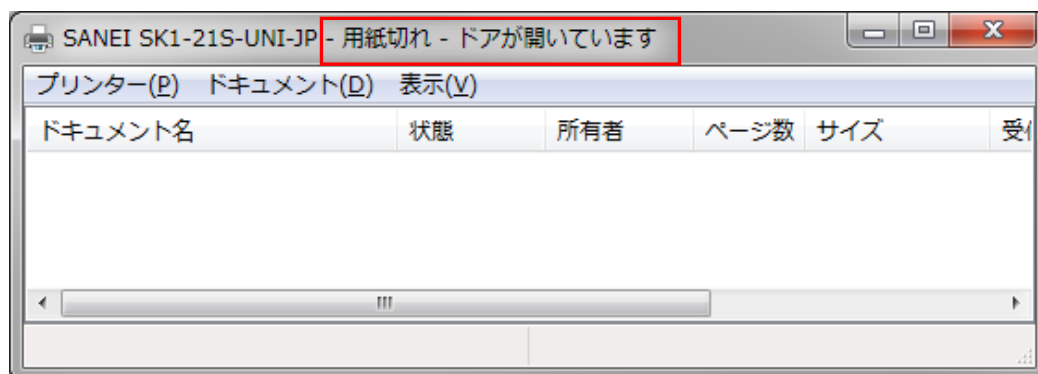 SANEI SK1-21S-UNI-JP - 用紙切れ - ドアが開いています
プリンター(P) ドキュメント(D) 表示(V)
ドキュメント名 状態 所有者 ページ数 サイズ 受